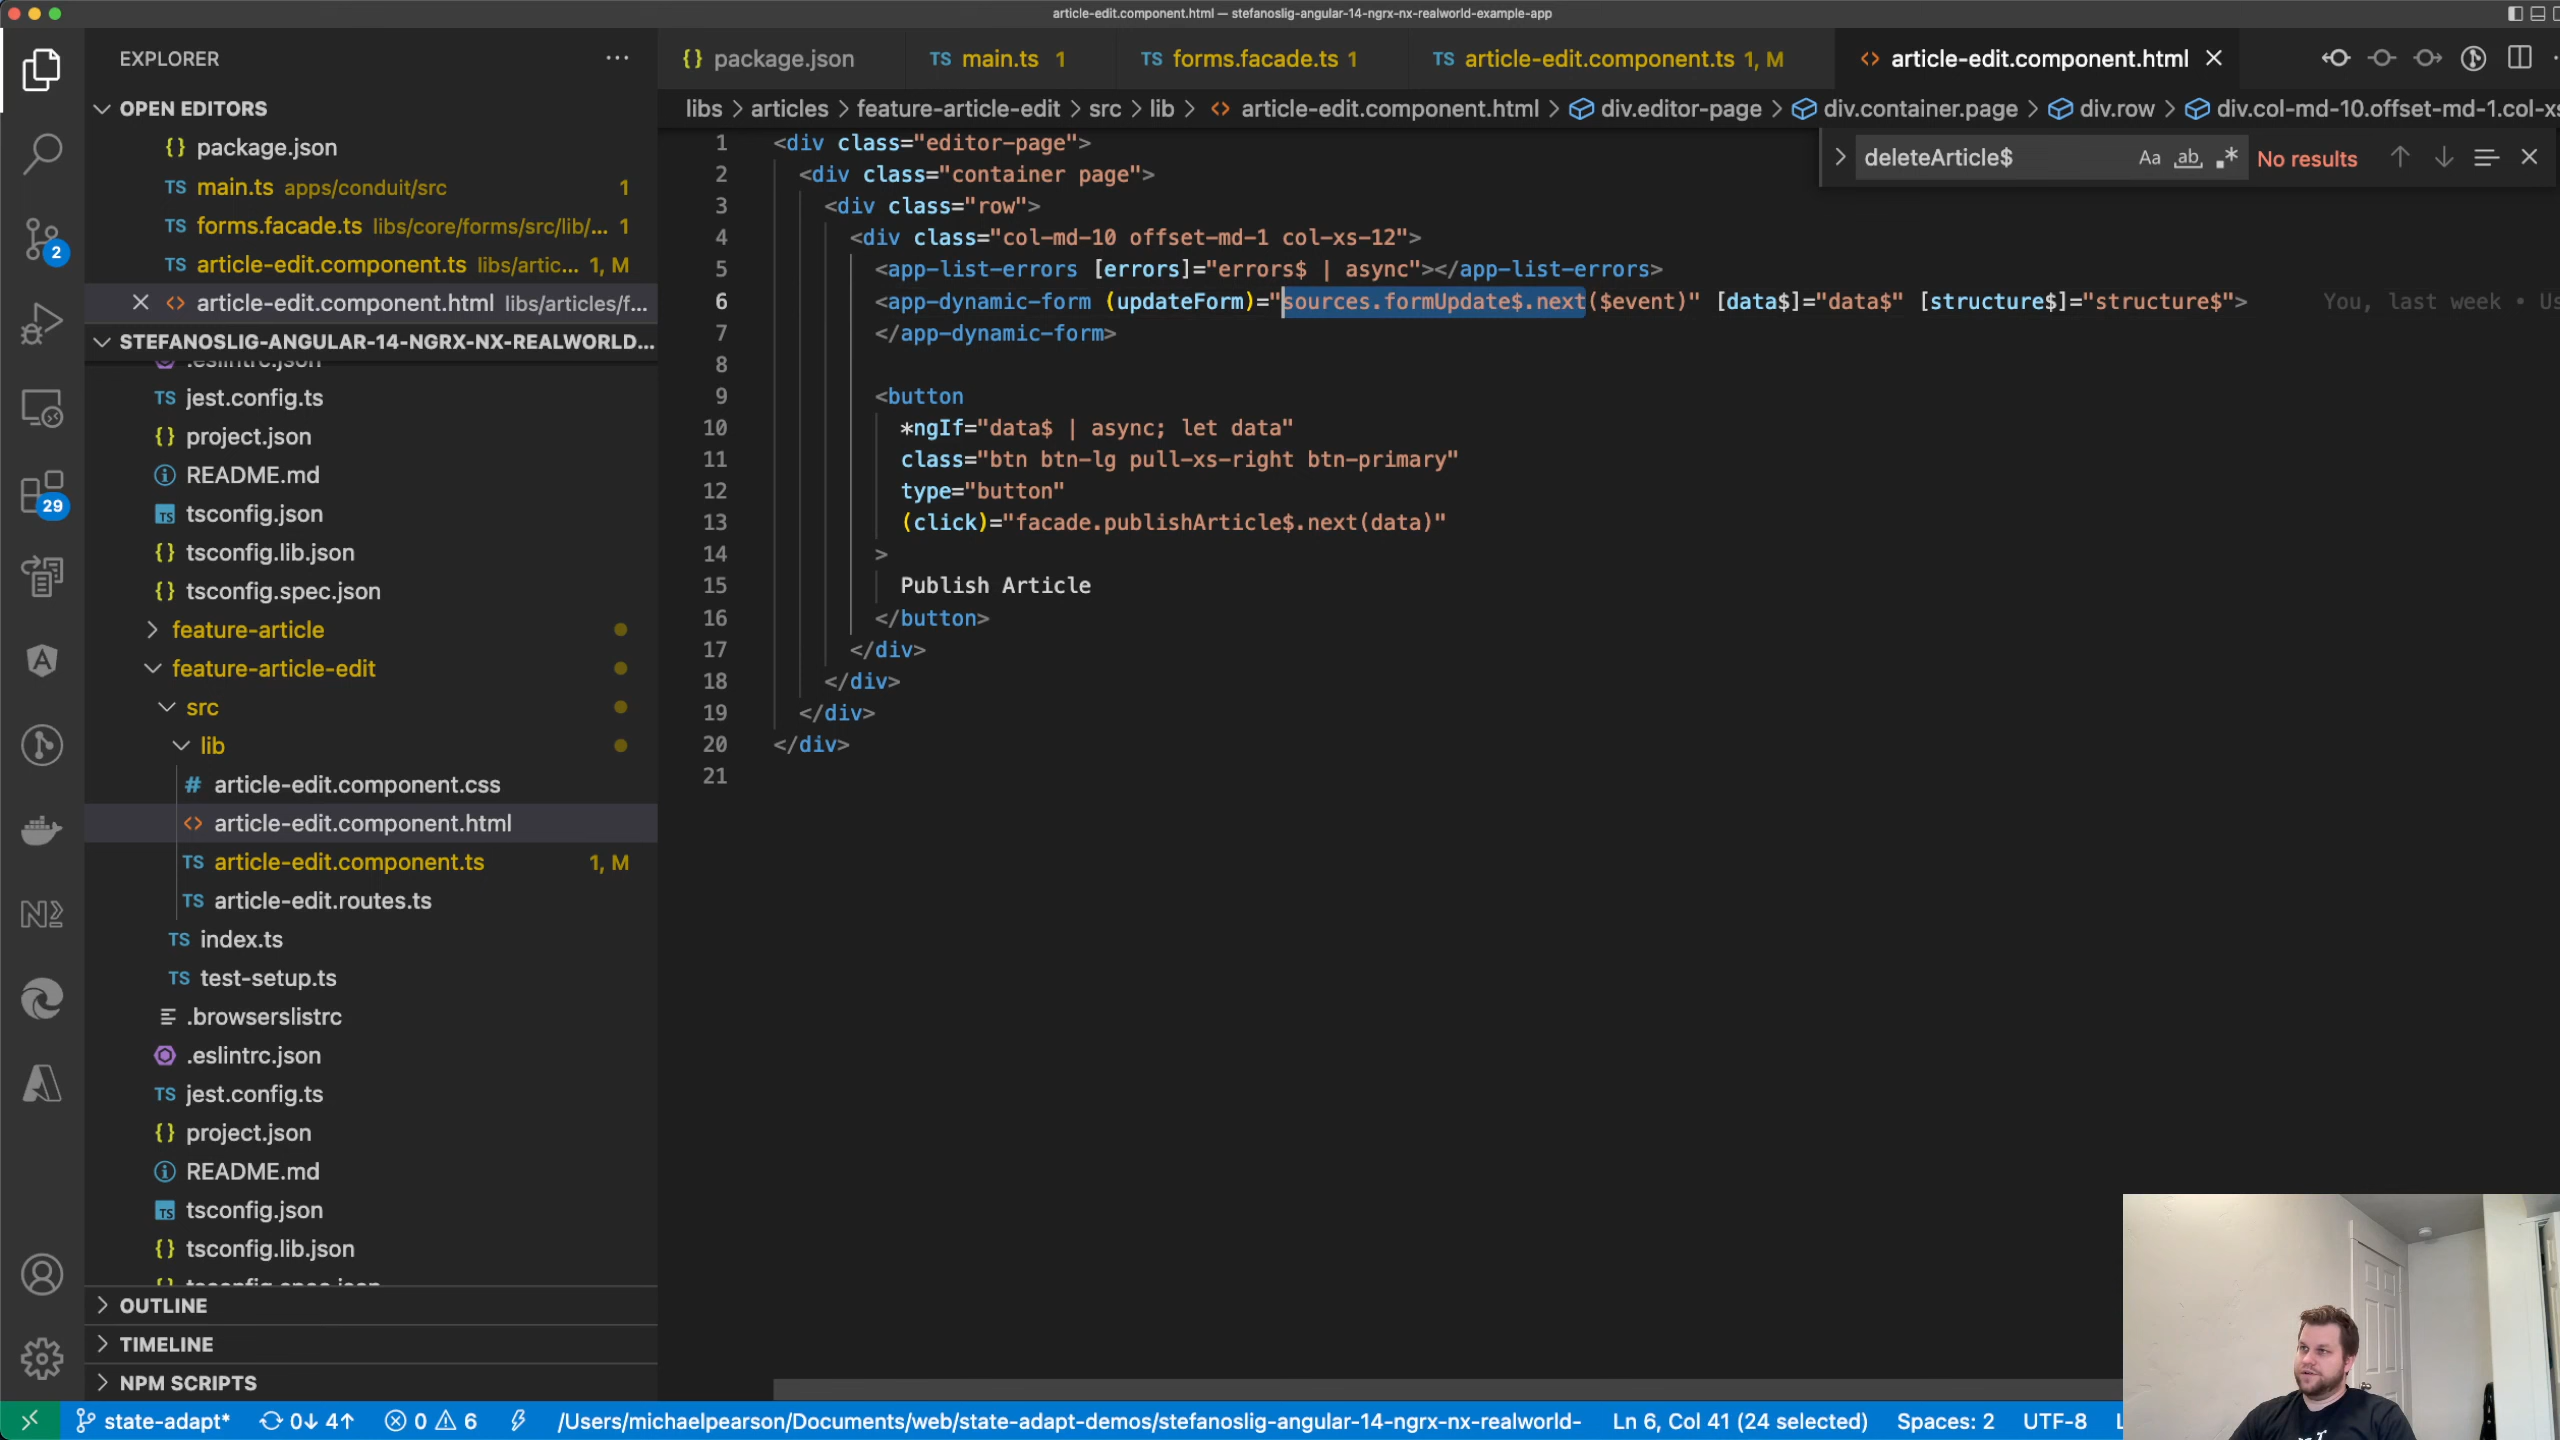 article-edit.component.html — stefanoslig-angular-14-ngrx-nx-realworld-example-app
EXPLORER
OPEN EDITORS
{} package.json
TS main.ts apps/conduit/src 1
TS forms.facade.ts libs/core/forms/src/lib/... 1
TS article-edit.component.ts libs/artic... 1, M
article-edit.component.html libs/articles/f...
STEFANOSLIG-ANGULAR-14-NGRX-NX-REALWORLD...
.eslintrc.json
TS jest.config.ts
{} project.json
README.md
TS tsconfig.json
{} tsconfig.lib.json
{} tsconfig.spec.json
feature-article
feature-article-edit
src
lib
# article-edit.component.css
<> article-edit.component.html
TS article-edit.component.ts 1, M
TS article-edit.routes.ts
TS index.ts
TS test-setup.ts
.browserslistrc
.eslintrc.json
TS jest.config.ts
{} project.json
README.md
TS tsconfig.json
{} tsconfig.lib.json
{} tsconfig.spec.json
OUTLINE
TIMELINE
NPM SCRIPTS
2
29
{} package.json TS main.ts 1 TS forms.facade.ts 1 TS article-edit.component.ts 1, M <> article-edit.component.html
libs > articles > feature-article-edit > src > lib > <> article-edit.component.html > div.editor-page > div.container.page > div.row > div.col-md-10.offset-md-1.col-xs
deleteArticle$ Aa ab .* No results
1 <div class="editor-page">
2 <div class="container page">
3 <div class="row">
4 <div class="col-md-10 offset-md-1 col-xs-12">
5 <app-list-errors [errors]="errors$ | async"></app-list-errors>
6 <app-dynamic-form (updateForm)="sources.formUpdate$.next($event)" [data$]="data$" [structure$]="structure$"> You, last week • Us
7 </app-dynamic-form>
8
9 <button
10 *ngIf="data$ | async; let data"
11 class="btn btn-lg pull-xs-right btn-primary"
12 type="button"
13 (click)="facade.publishArticle$.next(data)"
14 >
15 Publish Article
16 </button>
17 </div>
18 </div>
19 </div>
20 </div>
21
state-adapt* 0↓ 4↑ 0 6 /Users/michaelpearson/Documents/web/state-adapt-demos/stefanoslig-angular-14-ngrx-nx-realworld- Ln 6, Col 41 (24 selected) Spaces: 2 UTF-8